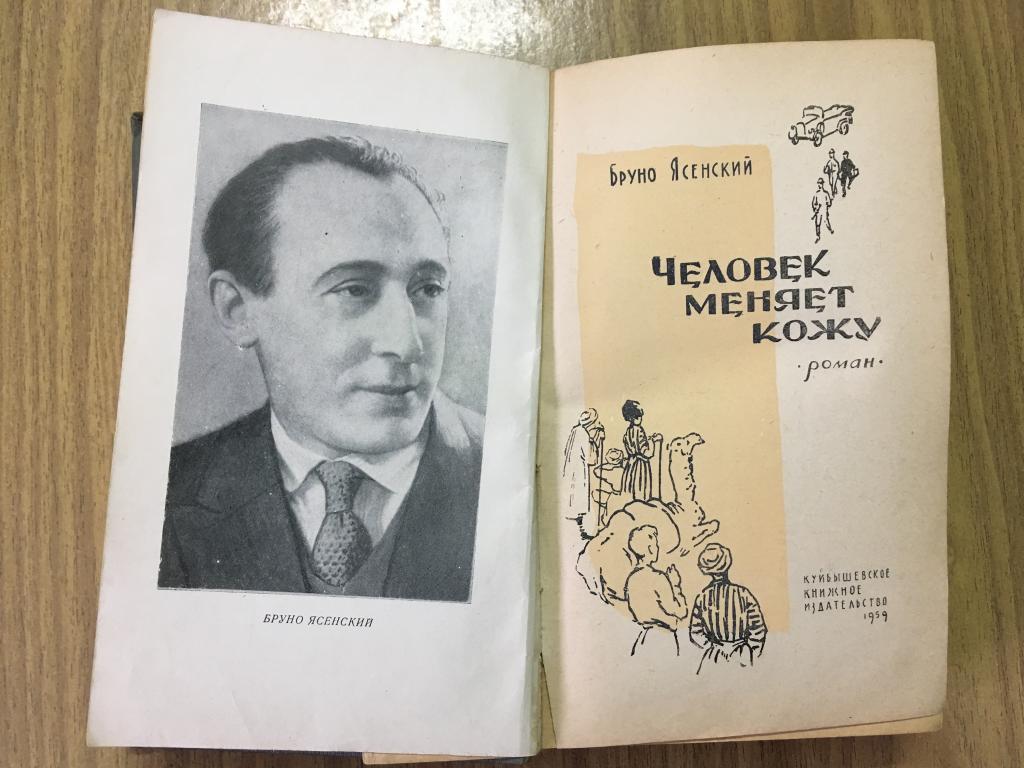 БРУНО ЯСЕНСКИЙ
БРУНО ЯСЕНСКИЙ
ЧЕЛОВЕК
МЕНЯЕТ
КОЖУ
·роман·
КУЙБЫШЕВСКОЕ
КНИЖНОЕ
ИЗДАТЕЛЬСТВО
1959